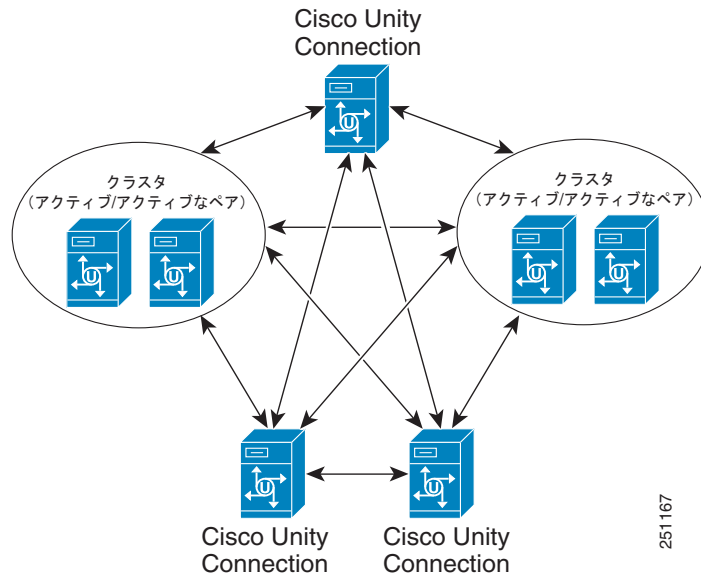 Cisco Unity
Connection
クラスタ
（アクティブ/アクティブなペア）
クラスタ
（アクティブ/アクティブなペア）
U
U
U
U
U
U
U
Cisco Unity
Connection
Cisco Unity
Connection
251167